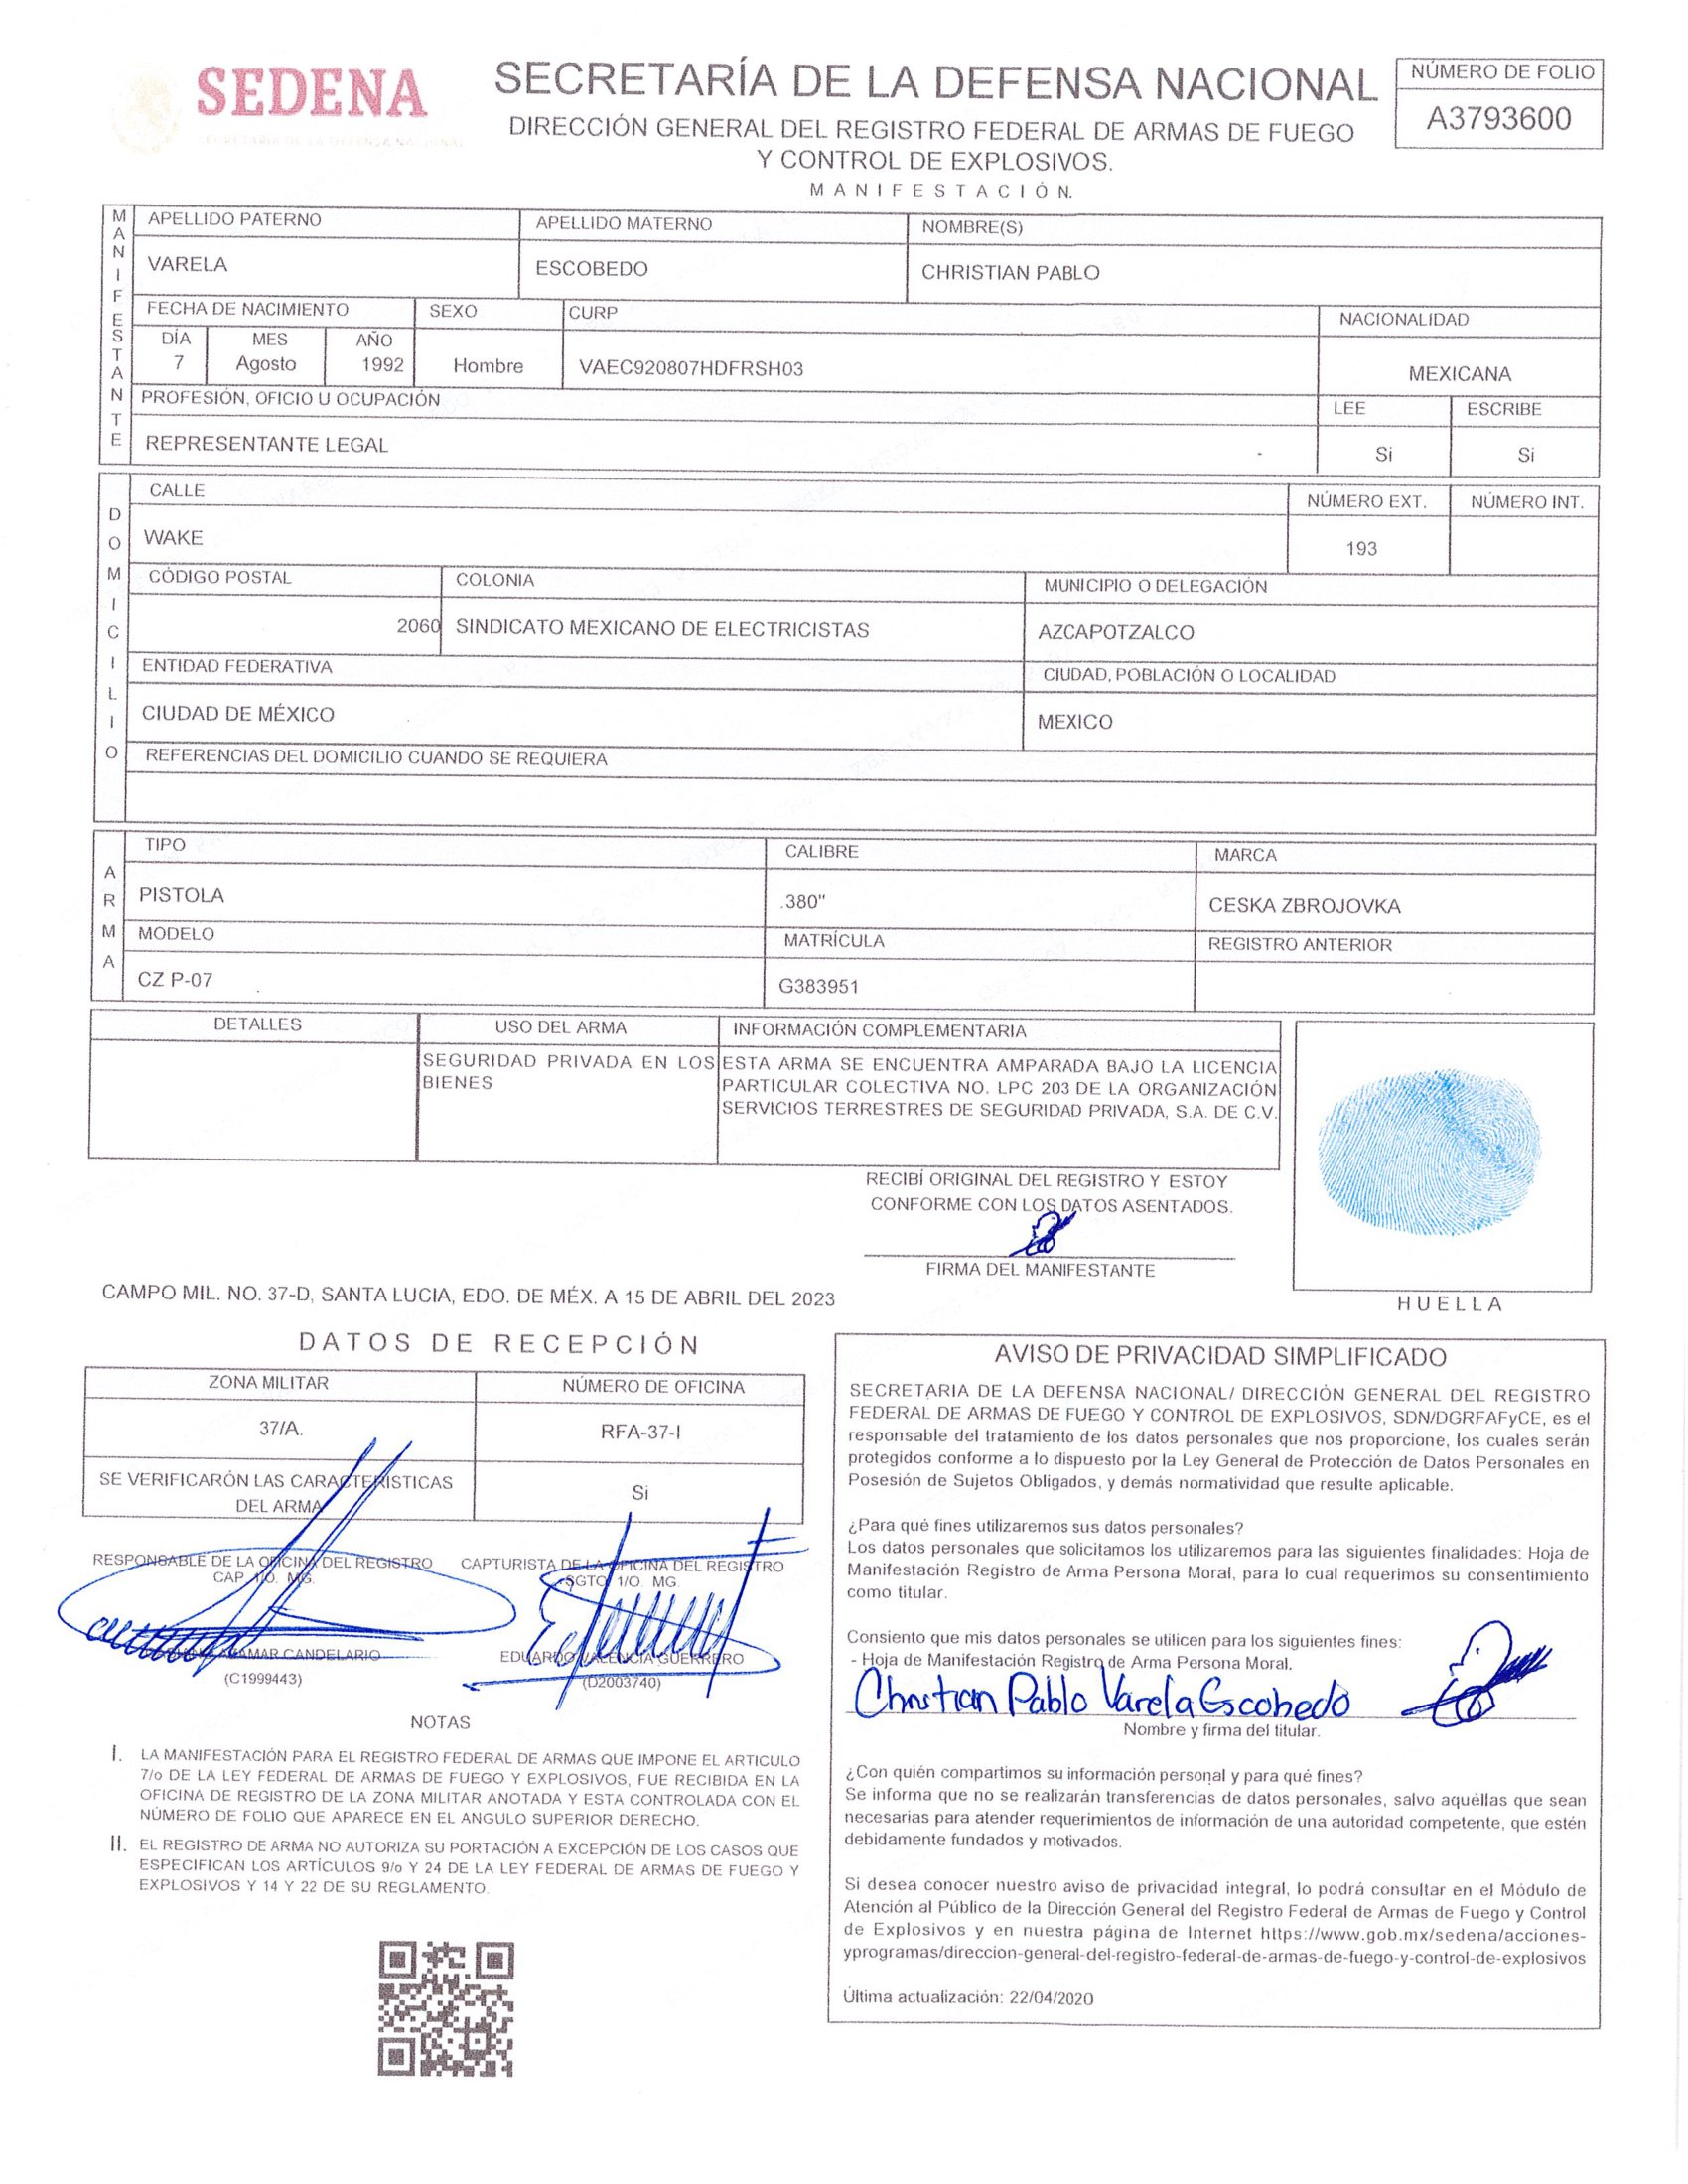 SEDENA
SECRETARÍA DE LA DEFENSA NACIONAL
SECRETARÍA DE LA DEFENSA NACIONAL
DIRECCIÓN GENERAL DEL REGISTRO FEDERAL DE ARMAS DE FUEGO
Y CONTROL DE EXPLOSIVOS.
MANIFESTACIÓN.
NÚMERO DE FOLIO
A3793600
MANIFESTANTE
APELLIDO PATERNO APELLIDO MATERNO NOMBRE(S)
VARELA ESCOBEDO CHRISTIAN PABLO
FECHA DE NACIMIENTO SEXO CURP NACIONALIDAD
DÍA MES AÑO
7 Agosto 1992 Hombre VAEC920807HDFRSH03 MEXICANA
PROFESIÓN, OFICIO U OCUPACIÓN LEE ESCRIBE
REPRESENTANTE LEGAL Si Si
DOMICILIO
CALLE NÚMERO EXT. NÚMERO INT.
WAKE 193
CÓDIGO POSTAL COLONIA MUNICIPIO O DELEGACIÓN
2060 SINDICATO MEXICANO DE ELECTRICISTAS AZCAPOTZALCO
ENTIDAD FEDERATIVA CIUDAD, POBLACIÓN O LOCALIDAD
CIUDAD DE MÉXICO MEXICO
REFERENCIAS DEL DOMICILIO CUANDO SE REQUIERA
ARMA
TIPO CALIBRE MARCA
PISTOLA .380" CESKA ZBROJOVKA
MODELO MATRÍCULA REGISTRO ANTERIOR
CZ P-07 G383951
DETALLES USO DEL ARMA INFORMACIÓN COMPLEMENTARIA
SEGURIDAD PRIVADA EN LOS BIENES
ESTA ARMA SE ENCUENTRA AMPARADA BAJO LA LICENCIA
PARTICULAR COLECTIVA NO. LPC 203 DE LA ORGANIZACIÓN
SERVICIOS TERRESTRES DE SEGURIDAD PRIVADA, S.A. DE C.V.
RECIBÍ ORIGINAL DEL REGISTRO Y ESTOY
CONFORME CON LOS DATOS ASENTADOS.
FIRMA DEL MANIFESTANTE
HUELLA
CAMPO MIL. NO. 37-D, SANTA LUCIA, EDO. DE MÉX. A 15 DE ABRIL DEL 2023
DATOS DE RECEPCIÓN
ZONA MILITAR NÚMERO DE OFICINA
37/A. RFA-37-I
SE VERIFICARÓN LAS CARACTERISTICAS
DEL ARMA Si
RESPONSABLE DE LA OFICINA DEL REGISTRO
CAP. 1/O. MG.
AMAR CANDELARIO
(C1999443)
CAPTURISTA DE LA OFICINA DEL REGISTRO
SGTO. 1/O. MG.
EDUARDO VALENCIA GUERRERO
(D2003740)
NOTAS
I. LA MANIFESTACIÓN PARA EL REGISTRO FEDERAL DE ARMAS QUE IMPONE EL ARTICULO
7/o DE LA LEY FEDERAL DE ARMAS DE FUEGO Y EXPLOSIVOS, FUE RECIBIDA EN LA
OFICINA DE REGISTRO DE LA ZONA MILITAR ANOTADA Y ESTA CONTROLADA CON EL
NÚMERO DE FOLIO QUE APARECE EN EL ANGULO SUPERIOR DERECHO.
II. EL REGISTRO DE ARMA NO AUTORIZA SU PORTACIÓN A EXCEPCIÓN DE LOS CASOS QUE
ESPECIFICAN LOS ARTÍCULOS 9/o Y 24 DE LA LEY FEDERAL DE ARMAS DE FUEGO Y
EXPLOSIVOS Y 14 Y 22 DE SU REGLAMENTO.
AVISO DE PRIVACIDAD SIMPLIFICADO
SECRETARIA DE LA DEFENSA NACIONAL/ DIRECCIÓN GENERAL DEL REGISTRO
FEDERAL DE ARMAS DE FUEGO Y CONTROL DE EXPLOSIVOS, SDN/DGRFAFyCE, es el
responsable del tratamiento de los datos personales que nos proporcione, los cuales serán
protegidos conforme a lo dispuesto por la Ley General de Protección de Datos Personales en
Posesión de Sujetos Obligados, y demás normatividad que resulte aplicable.
¿Para qué fines utilizaremos sus datos personales?
Los datos personales que solicitamos los utilizaremos para las siguientes finalidades: Hoja de
Manifestación Registro de Arma Persona Moral, para lo cual requerimos su consentimiento
como titular.
Consiento que mis datos personales se utilicen para los siguientes fines:
- Hoja de Manifestación Registro de Arma Persona Moral.
Christian Pablo Varela Escobedo
Nombre y firma del titular.
¿Con quién compartimos su información personal y para qué fines?
Se informa que no se realizarán transferencias de datos personales, salvo aquéllas que sean
necesarias para atender requerimientos de información de una autoridad competente, que estén
debidamente fundados y motivados.
Si desea conocer nuestro aviso de privacidad integral, lo podrá consultar en el Módulo de
Atención al Público de la Dirección General del Registro Federal de Armas de Fuego y Control
de Explosivos y en nuestra página de Internet https://www.gob.mx/sedena/acciones-
yprogramas/direccion-general-del-registro-federal-de-armas-de-fuego-y-control-de-explosivos
Última actualización: 22/04/2020